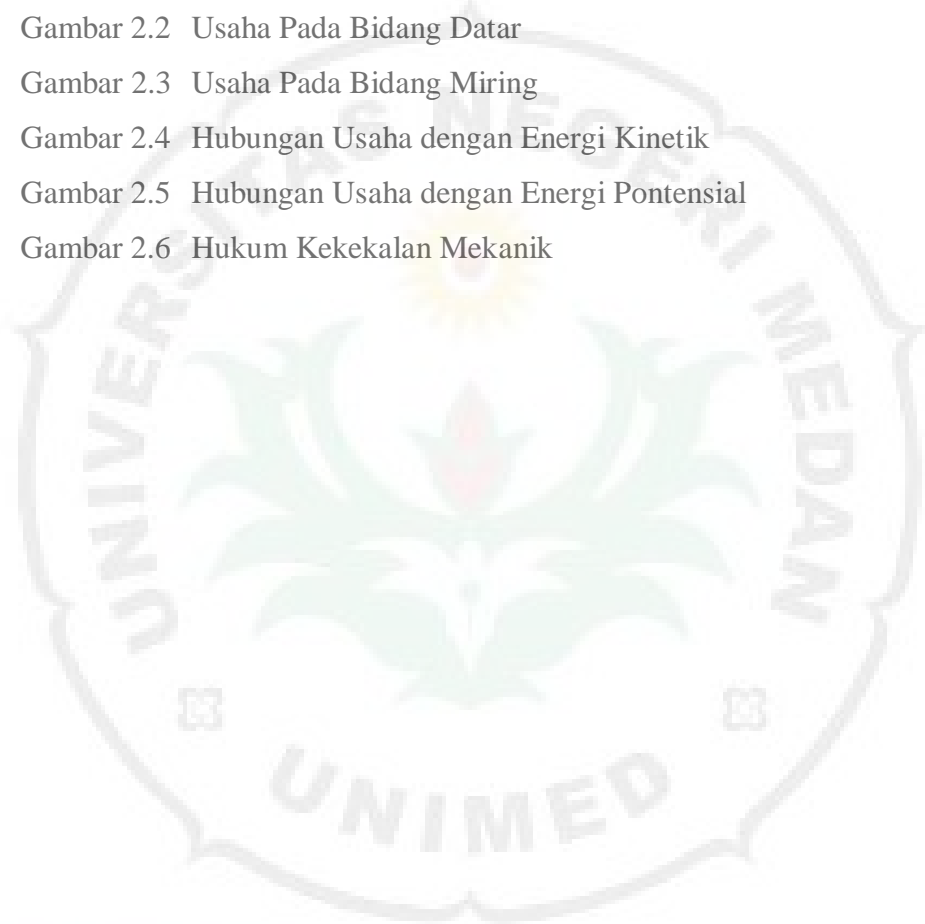 Gambar 2.2 Usaha Pada Bidang Datar
Gambar 2.3 Usaha Pada Bidang Miring
Gambar 2.4 Hubungan Usaha dengan Energi Kinetik
Gambar 2.5 Hubungan Usaha dengan Energi Pontensial
Gambar 2.6 Hukum Kekekalan Mekanik
UNIVERSITAS NEGERI MEDAN
UNIMED